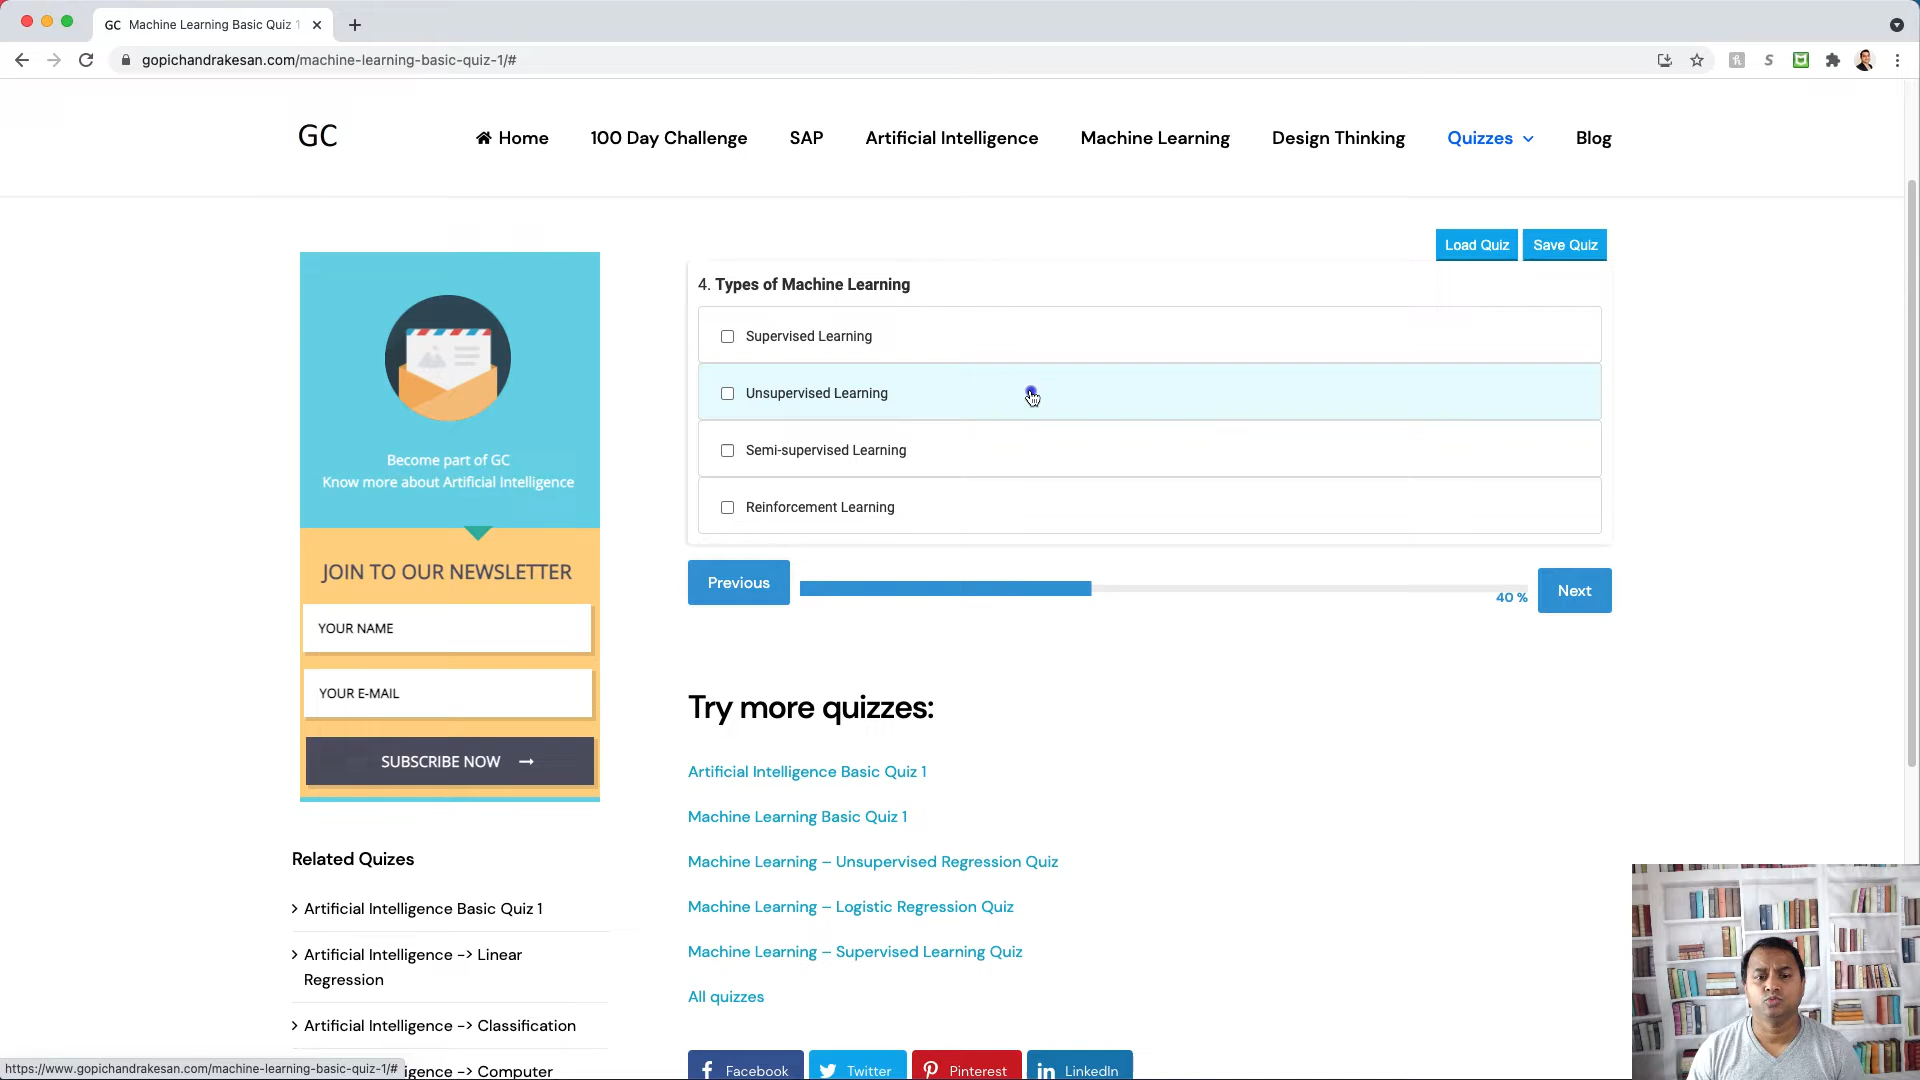 GC Machine Learning Basic Quiz 1
gopichandrakesan.com/machine-learning-basic-quiz-1/#
GC
Home 100 Day Challenge SAP Artificial Intelligence Machine Learning Design Thinking Quizzes Blog
Load Quiz Save Quiz
4. Types of Machine Learning
Supervised Learning
Unsupervised Learning
Semi-supervised Learning
Reinforcement Learning
Previous
40 %
Next
Become part of GC
Know more about Artificial Intelligence
JOIN TO OUR NEWSLETTER
YOUR NAME
YOUR E-MAIL
SUBSCRIBE NOW
Related Quizes
Artificial Intelligence Basic Quiz 1
Artificial Intelligence -> Linear
Regression
Artificial Intelligence -> Classification
igence -> Computer
Try more quizzes:
Artificial Intelligence Basic Quiz 1
Machine Learning Basic Quiz 1
Machine Learning – Unsupervised Regression Quiz
Machine Learning – Logistic Regression Quiz
Machine Learning – Supervised Learning Quiz
All quizzes
Facebook Twitter Pinterest LinkedIn
https://www.gopichandrakesan.com/machine-learning-basic-quiz-1/#